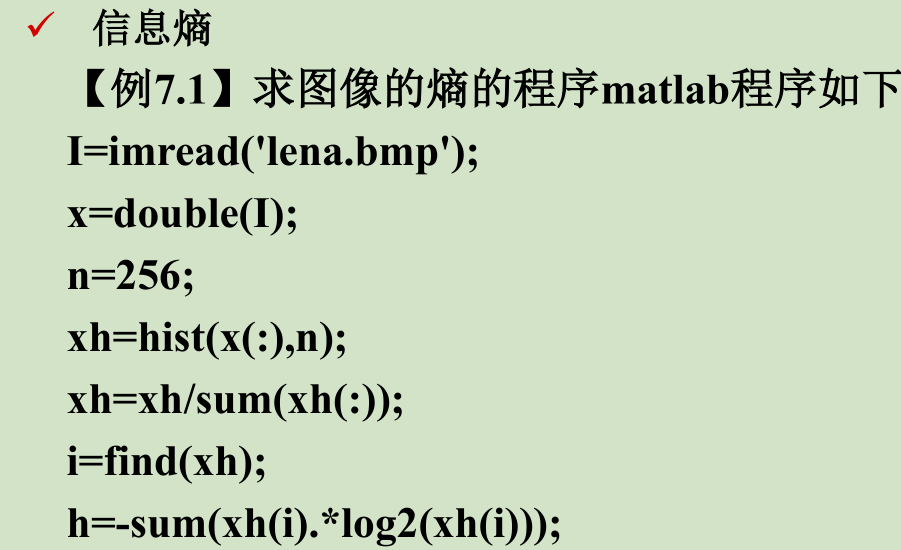 ✓ 信息熵
【例7.1】求图像的熵的程序matlab程序如下
I=imread('lena.bmp');
x=double(I);
n=256;
xh=hist(x(:),n);
xh=xh/sum(xh(:));
i=find(xh);
h=-sum(xh(i).*log2(xh(i)));